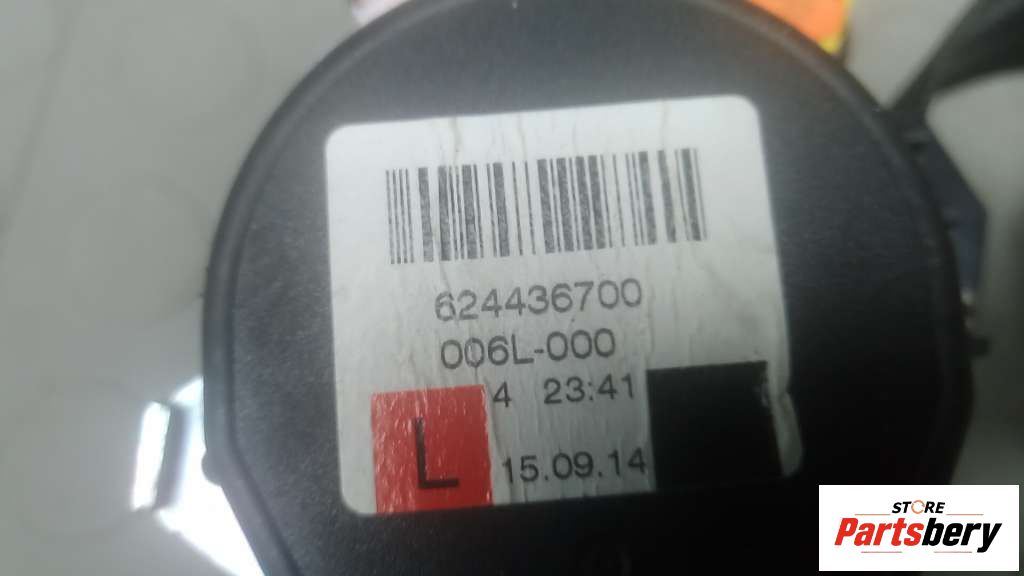 624436700
006L-000
4 23:41
L
15.09.14
STORE
Partsbery